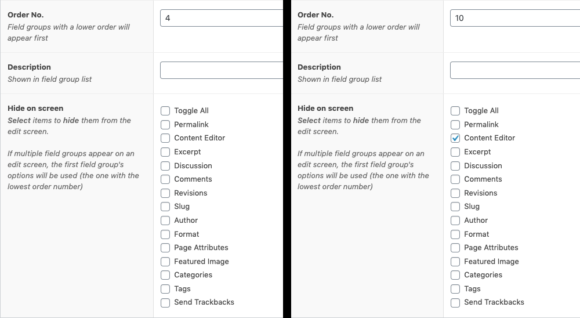 Order No.
Field groups with a lower order will
appear first
4
Description
Shown in field group list
Hide on screen
Select items to hide them from the
edit screen.
If multiple field groups appear on an
edit screen, the first field group's
options will be used (the one with the
lowest order number)
Toggle All
Permalink
Content Editor
Excerpt
Discussion
Comments
Revisions
Slug
Author
Format
Page Attributes
Featured Image
Categories
Tags
Send Trackbacks
Order No.
Field groups with a lower order will
appear first
10
Description
Shown in field group list
Hide on screen
Select items to hide them from the
edit screen.
If multiple field groups appear on an
edit screen, the first field group's
options will be used (the one with the
lowest order number)
Toggle All
Permalink
Content Editor
Excerpt
Discussion
Comments
Revisions
Slug
Author
Format
Page Attributes
Featured Image
Categories
Tags
Send Trackbacks